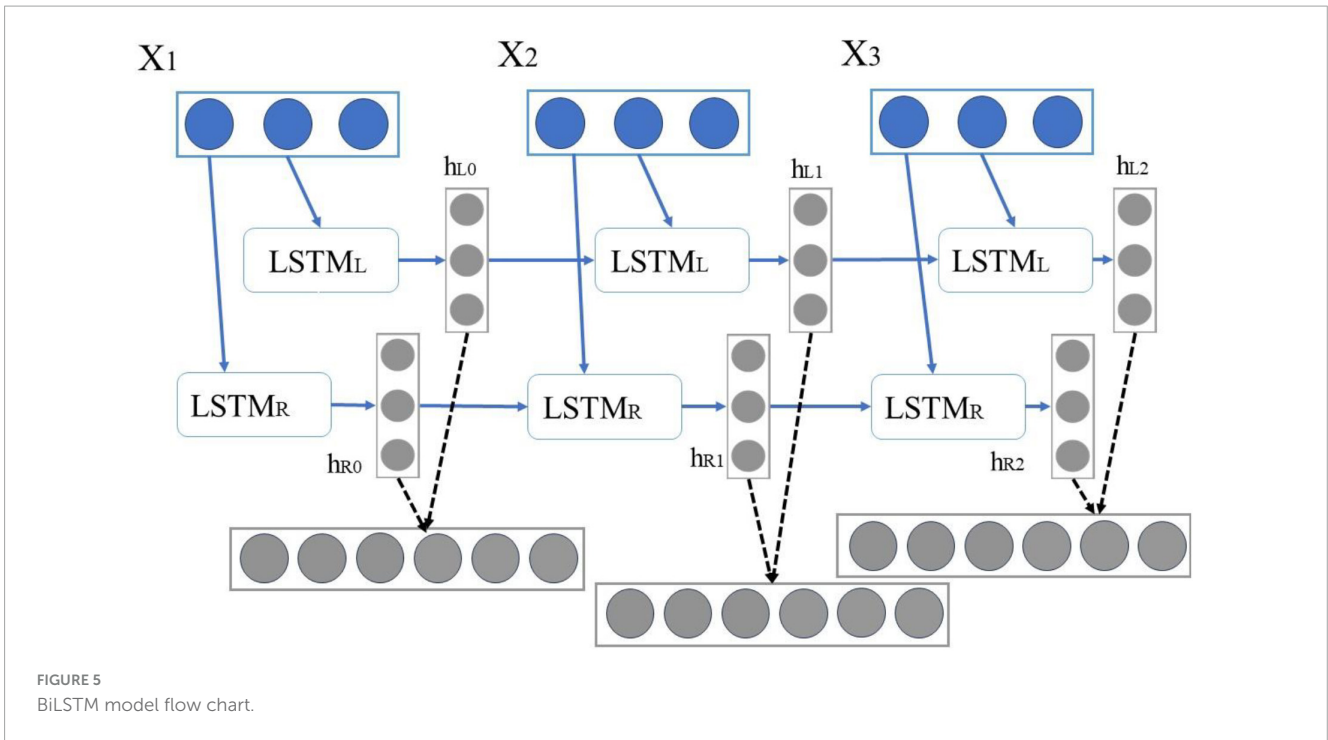 X1 X2 X3
hL0 hL1 hL2
LSTML LSTML LSTML
LSTMR LSTMR LSTMR
hR0 hR1 hR2
FIGURE 5
BiLSTM model flow chart.